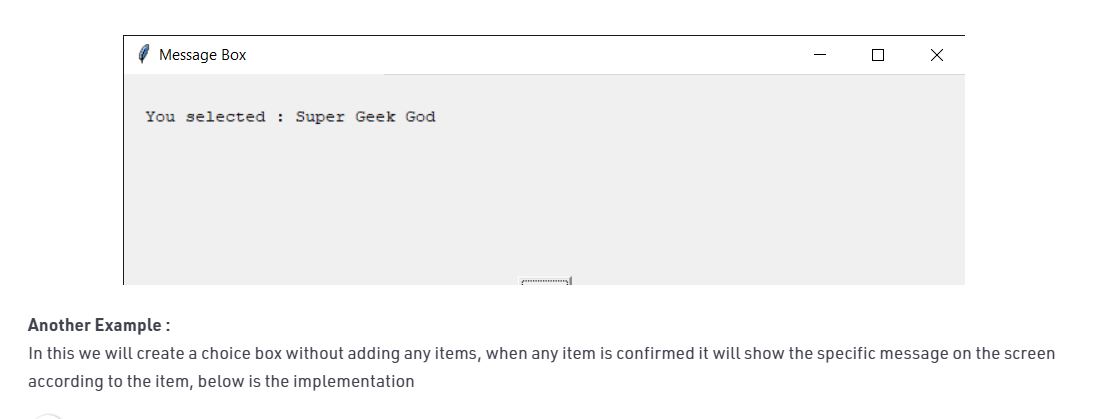 Message Box
You selected : Super Geek God
Another Example :
In this we will create a choice box without adding any items, when any item is confirmed it will show the specific message on the screen
according to the item, below is the implementation